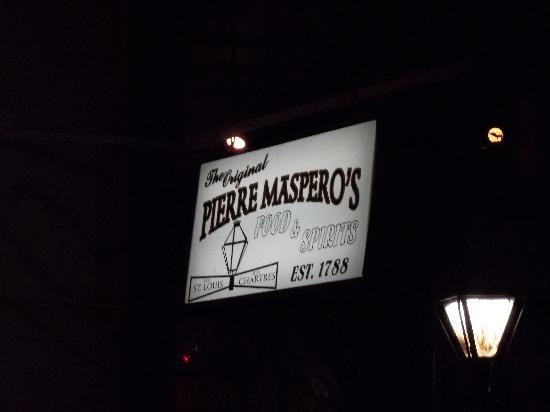 The Original
PIERRE MASPERO'S
FOOD & SPIRITS
ST. LOUIS CHARTRES
EST. 1788